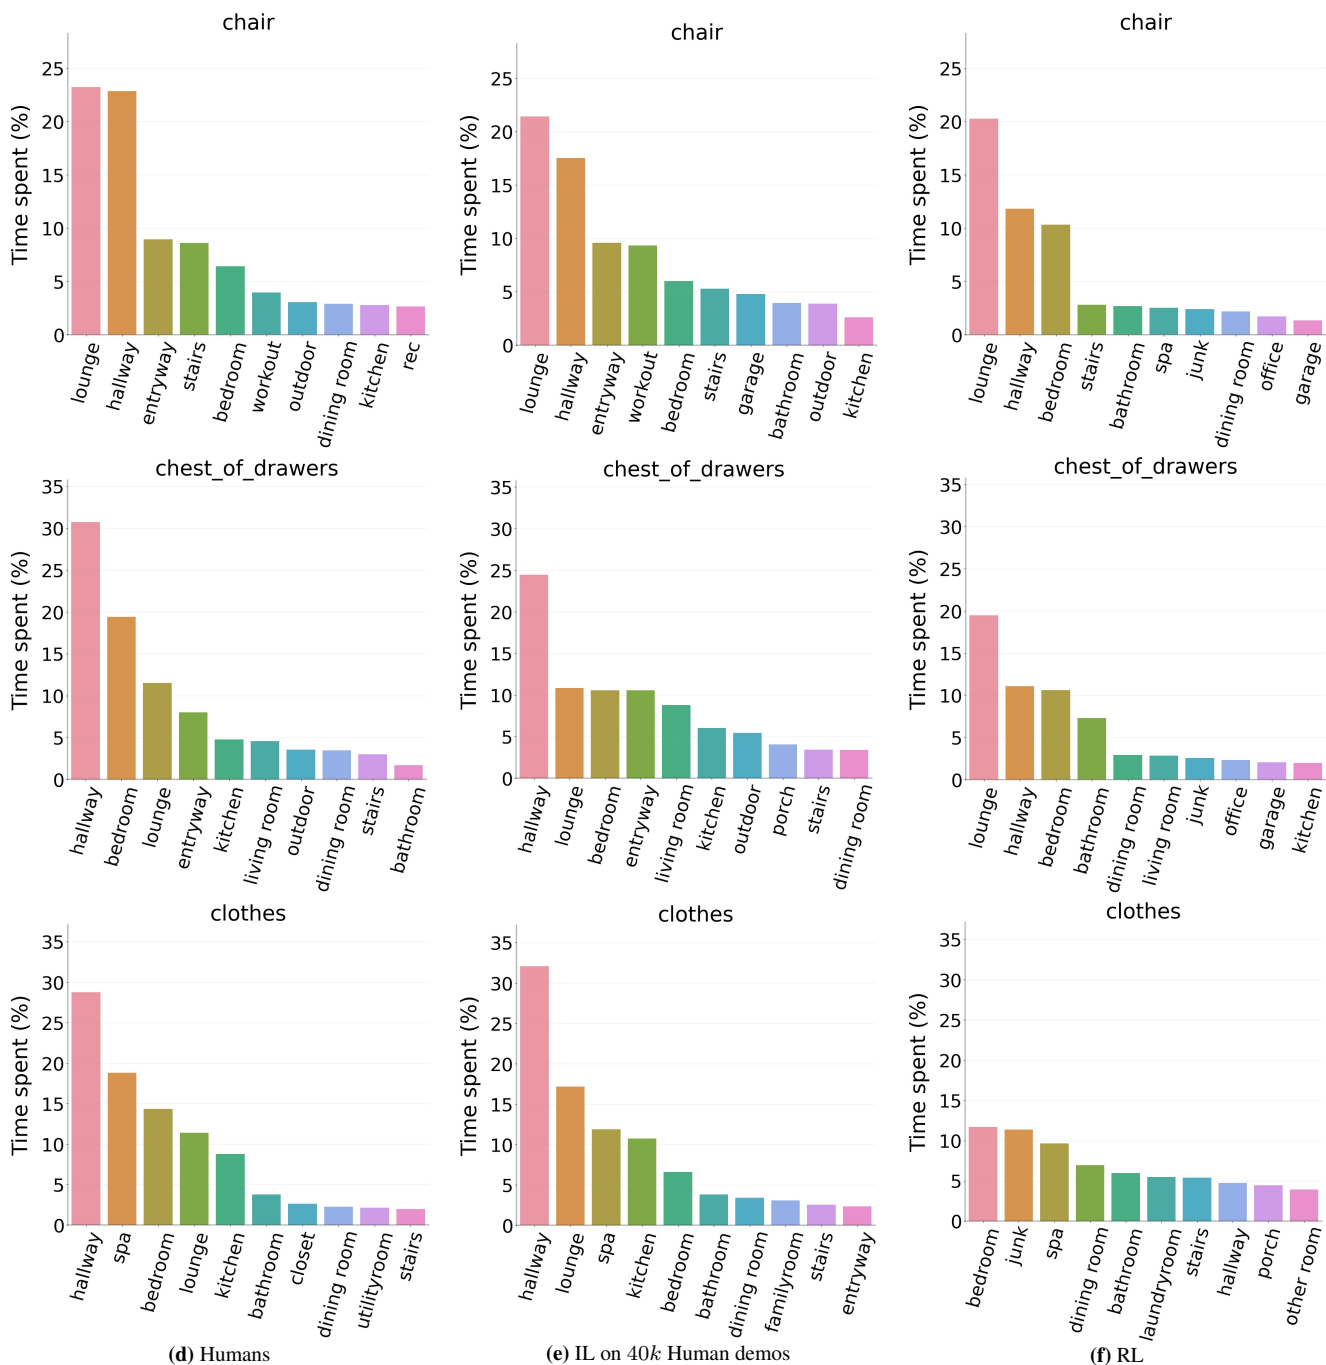 chair
Time spent (%)
25
20
15
10
5
0
lounge
hallway
entryway
stairs
bedroom
workout
outdoor
dining room
kitchen
rec
chair
Time spent (%)
25
20
15
10
5
0
lounge
hallway
entryway
workout
bedroom
stairs
garage
bathroom
outdoor
kitchen
chair
Time spent (%)
25
20
15
10
5
0
lounge
hallway
bedroom
stairs
bathroom
spa
junk
dining room
office
garage
chest_of_drawers
Time spent (%)
35
30
25
20
15
10
5
0
hallway
bedroom
lounge
entryway
kitchen
living room
outdoor
dining room
stairs
bathroom
chest_of_drawers
Time spent (%)
35
30
25
20
15
10
5
0
hallway
lounge
bedroom
entryway
living room
kitchen
outdoor
porch
stairs
dining room
chest_of_drawers
Time spent (%)
35
30
25
20
15
10
5
0
lounge
hallway
bedroom
bathroom
dining room
living room
junk
office
garage
kitchen
clothes
Time spent (%)
35
30
25
20
15
10
5
0
hallway
spa
bedroom
lounge
kitchen
bathroom
closet
dining room
utilityroom
stairs
clothes
Time spent (%)
35
30
25
20
15
10
5
0
hallway
lounge
spa
kitchen
bedroom
bathroom
dining room
familyroom
stairs
entryway
clothes
Time spent (%)
35
30
25
20
15
10
5
0
bedroom
junk
spa
dining room
bathroom
laundryroom
stairs
hallway
porch
other room
(d) Humans
(e) IL on 40k Human demos
(f) RL